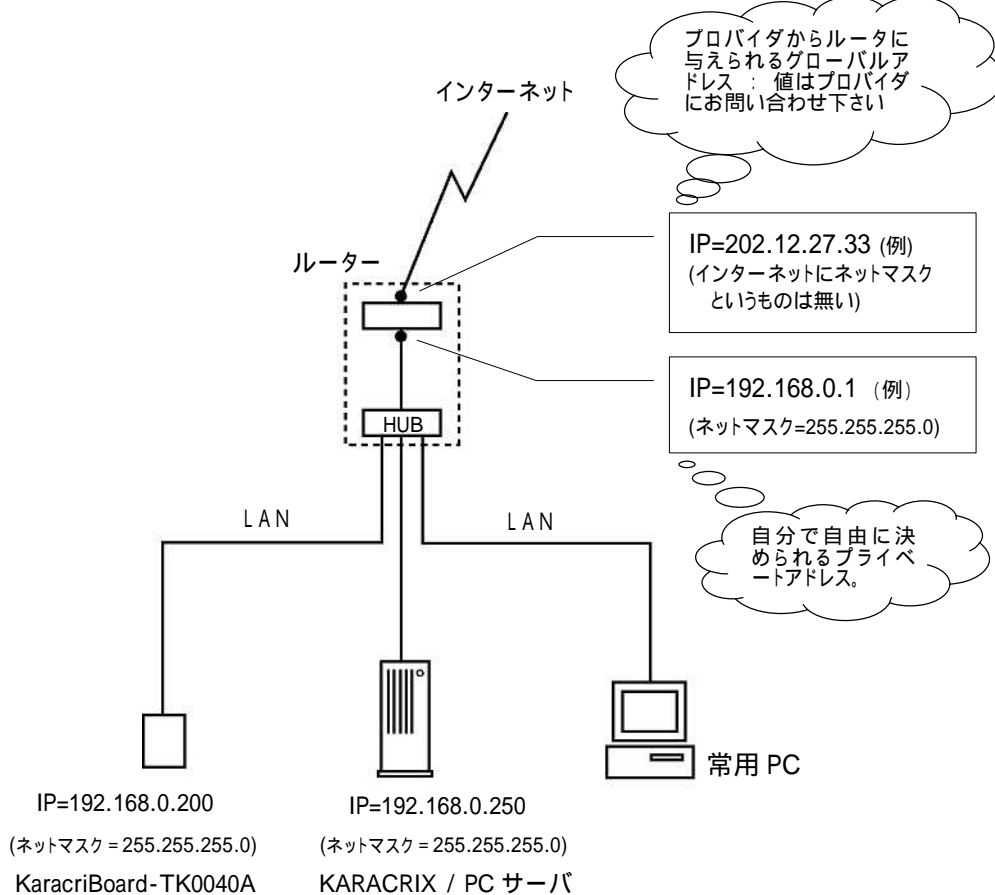 プロバイダからルータに
与えられるグローバルア
ドレス : 値はプロバイダ
にお問い合わせ下さい
インターネット
ルーター
IP=202.12.27.33 (例)
(インターネットにネットマスク
というものは無い)
IP=192.168.0.1 (例)
(ネットマスク=255.255.255.0)
HUB
LAN
LAN
自分で自由に決
められるプライベ
ートアドレス。
常用 PC
IP=192.168.0.200
(ネットマスク = 255.255.255.0)
KaracriBoard-TK0040A
IP=192.168.0.250
(ネットマスク = 255.255.255.0)
KARACRIX / PC サーバ